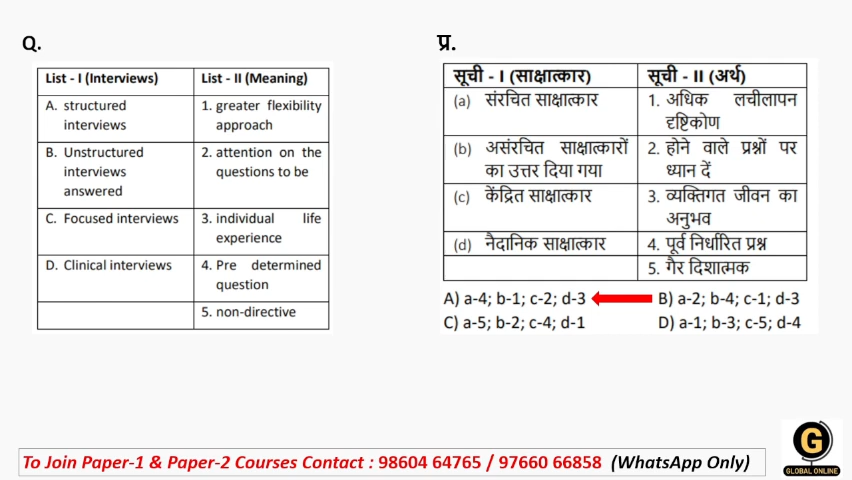 Q.
List - I (Interviews) List - II (Meaning)
A. structured 1. greater flexibility
interviews approach
B. Unstructured 2. attention on the
interviews questions to be
answered
C. Focused interviews 3. individual life
experience
D. Clinical interviews 4. Pre determined
question
5. non-directive
प्र.
सूची - I (साक्षात्कार) सूची - II (अर्थ)
(a) संरचित साक्षात्कार 1. अधिक लचीलापन
दृष्टिकोण
(b) असंरचित साक्षात्कारों 2. होने वाले प्रश्नों पर
का उत्तर दिया गया ध्यान दें
(c) केंद्रित साक्षात्कार 3. व्यक्तिगत जीवन का
अनुभव
(d) नैदानिक साक्षात्कार 4. पूर्व निर्धारित प्रश्न
5. गैर दिशात्मक
A) a-4; b-1; c-2; d-3 B) a-2; b-4; c-1; d-3
C) a-5; b-2; c-4; d-1 D) a-1; b-3; c-5; d-4
To Join Paper-1 & Paper-2 Courses Contact : 98604 64765 / 97660 66858 (WhatsApp Only)
G
GLOBAL ONLINE